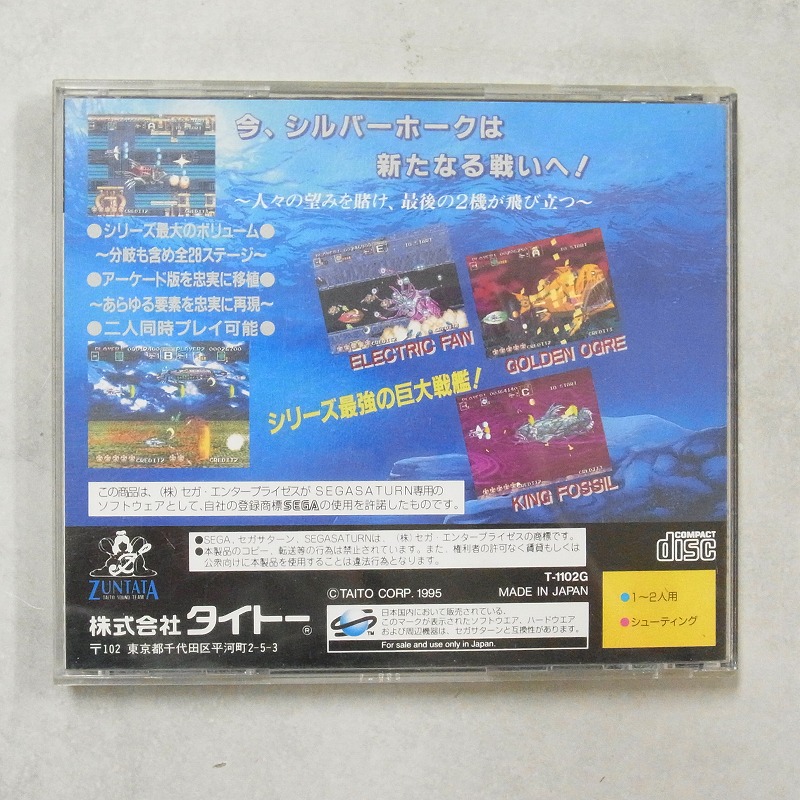 今、シルバーホークは
新たなる戦いへ!
～人々の望みを賭け、最後の2機が飛び立つ～
●シリーズ最大のボリューム●
～分岐も含め全28ステージ～
●アーケード版を忠実に移植●
～あらゆる要素を忠実に再現～
●二人同時プレイ可能●
ELECTRIC FAN
GOLDEN OGRE
シリーズ最強の巨大戦艦!
KING FOSSIL
この商品は、(株)セガ・エンタープライゼスがSEGASATURN専用の
ソフトウェアとして、自社の登録商標SEGAの使用を許諾したものです。
●SEGA、セガサターン、SEGASATURNは、(株)セガ・エンタープライゼスの商標です。
●本製品のコピー、転送等の行為は禁止されています。また、権利者の許可なく賃貿もしくは
公衆向けに本製品を使用することは違法行為となります。
COMPACT
disc
ZUNTATA
TAITO SOUND TEAM
T-1102G
©TAITO CORP. 1995
MADE IN JAPAN
株式会社 タイトー®
〒102 東京都千代田区平河町2-5-3
日本国内において販売されている、
このマークが表示されたソフトウエア、ハードウエア
および周辺機器は、セガサターンと互換性があります。
For sale and use only in Japan.
TM
●1～2人用
●シューティング